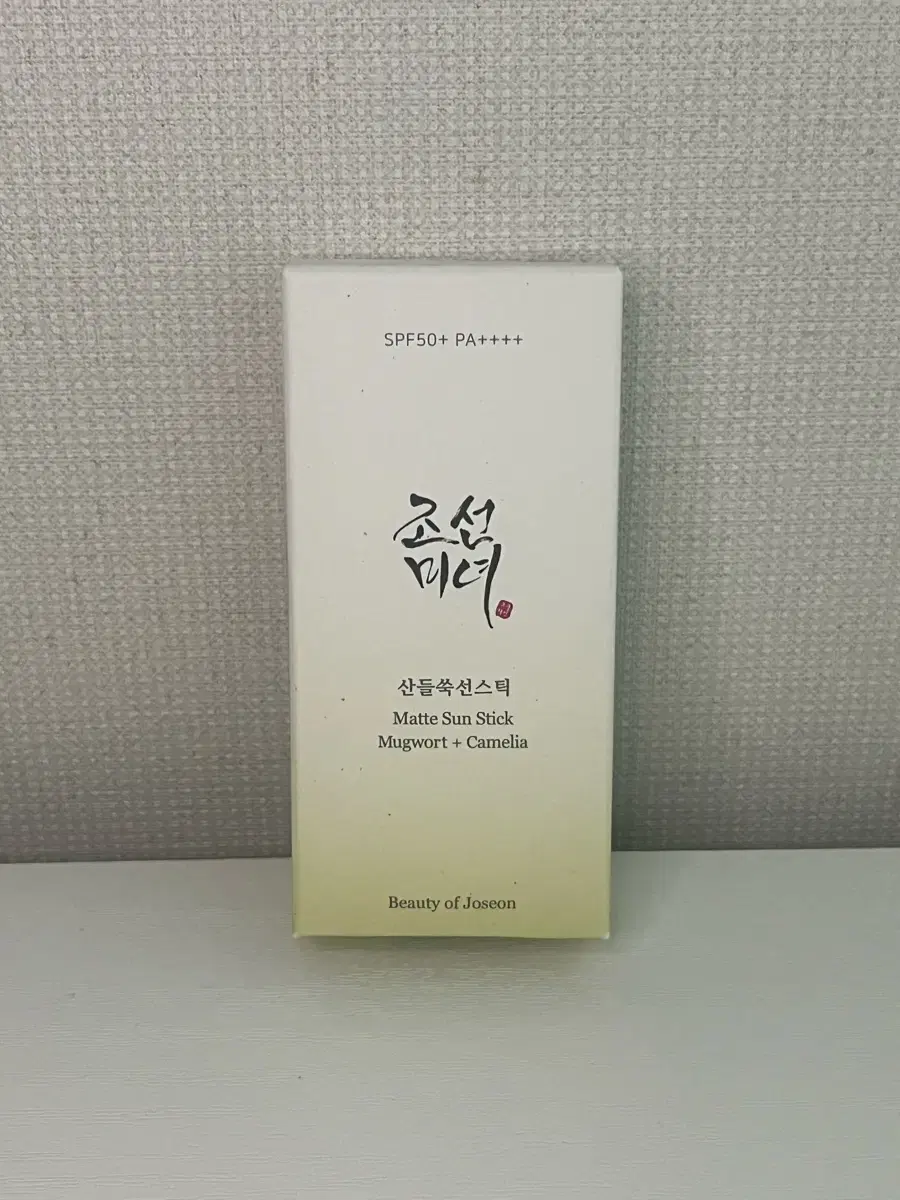 SPF50+ PA++++
조선
미녀
산들쑥선스틱
Matte Sun Stick
Mugwort + Camelia
Beauty of Joseon